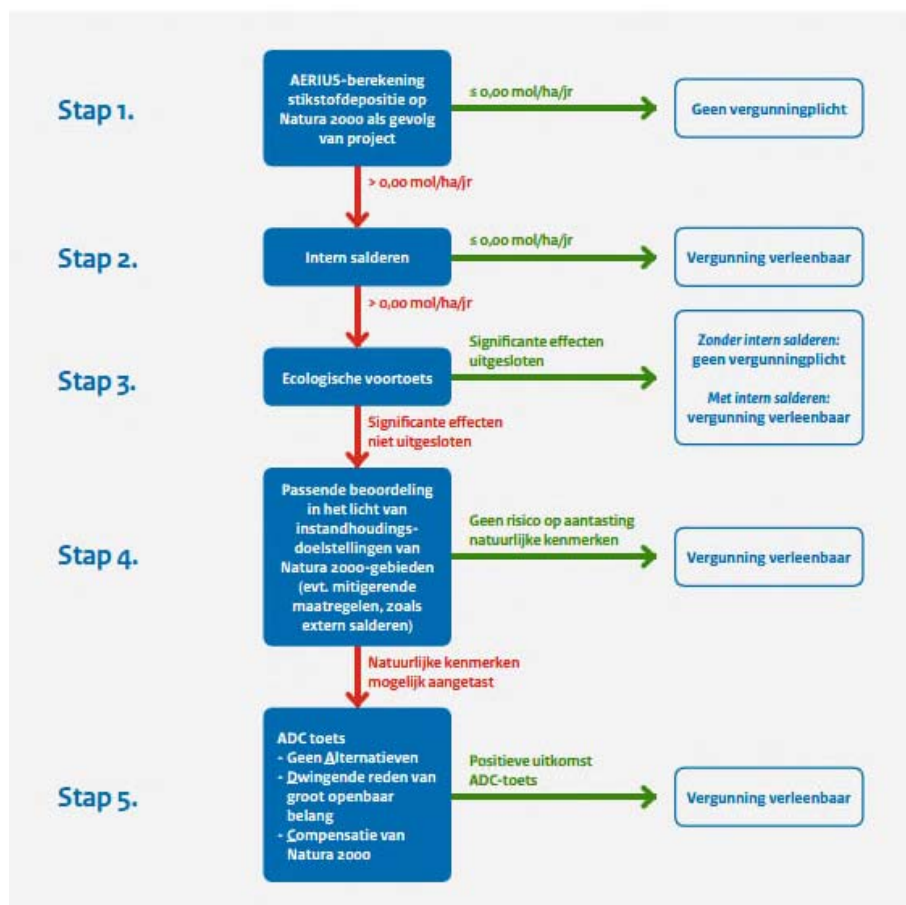 Stap 1.
AERIUS-berekening
stikstofdepositie op
Natura 2000 als gevolg
van project
≤ 0,00 mol/ha/jr
Geen vergunningplicht
> 0,00 mol/ha/jr
Stap 2.
Intern salderen
≤ 0,00 mol/ha/jr
Vergunning verleenbaar
> 0,00 mol/ha/jr
Stap 3.
Ecologische voortoets
Significante effecten
uitgesloten
Zonder intern salderen:
geen vergunningplicht
Met intern salderen:
vergunning verleenbaar
Significante effecten
niet uitgesloten
Stap 4.
Passende beoordeling
in het licht van
instandhoudings-
doelstellingen van
Natura 2000-gebieden
(evt. mitigerende
maatregelen, zoals
extern salderen)
Geen risico op aantasting
natuurlijke kenmerken
Vergunning verleenbaar
Natuurlijke kenmerken
mogelijk aangetast
Stap 5.
ADC toets
- Geen Alternatieven
- Dwingende reden van
groot openbaar
belang
- Compensatie van
Natura 2000
Positieve uitkomst
ADC-toets
Vergunning verleenbaar